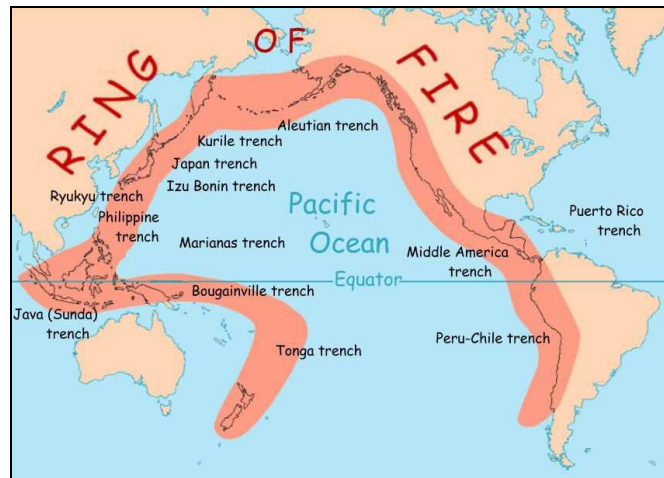 RING OF FIRE
Aleutian trench
Kurile trench
Japan trench
Izu Bonin trench
Ryukyu trench
Philippine
trench
Marianas trench
Pacific
Ocean
Puerto Rico
trench
Middle America
trench
Equator
Bougainville trench
Java (Sunda)
trench
Tonga trench
Peru-Chile trench